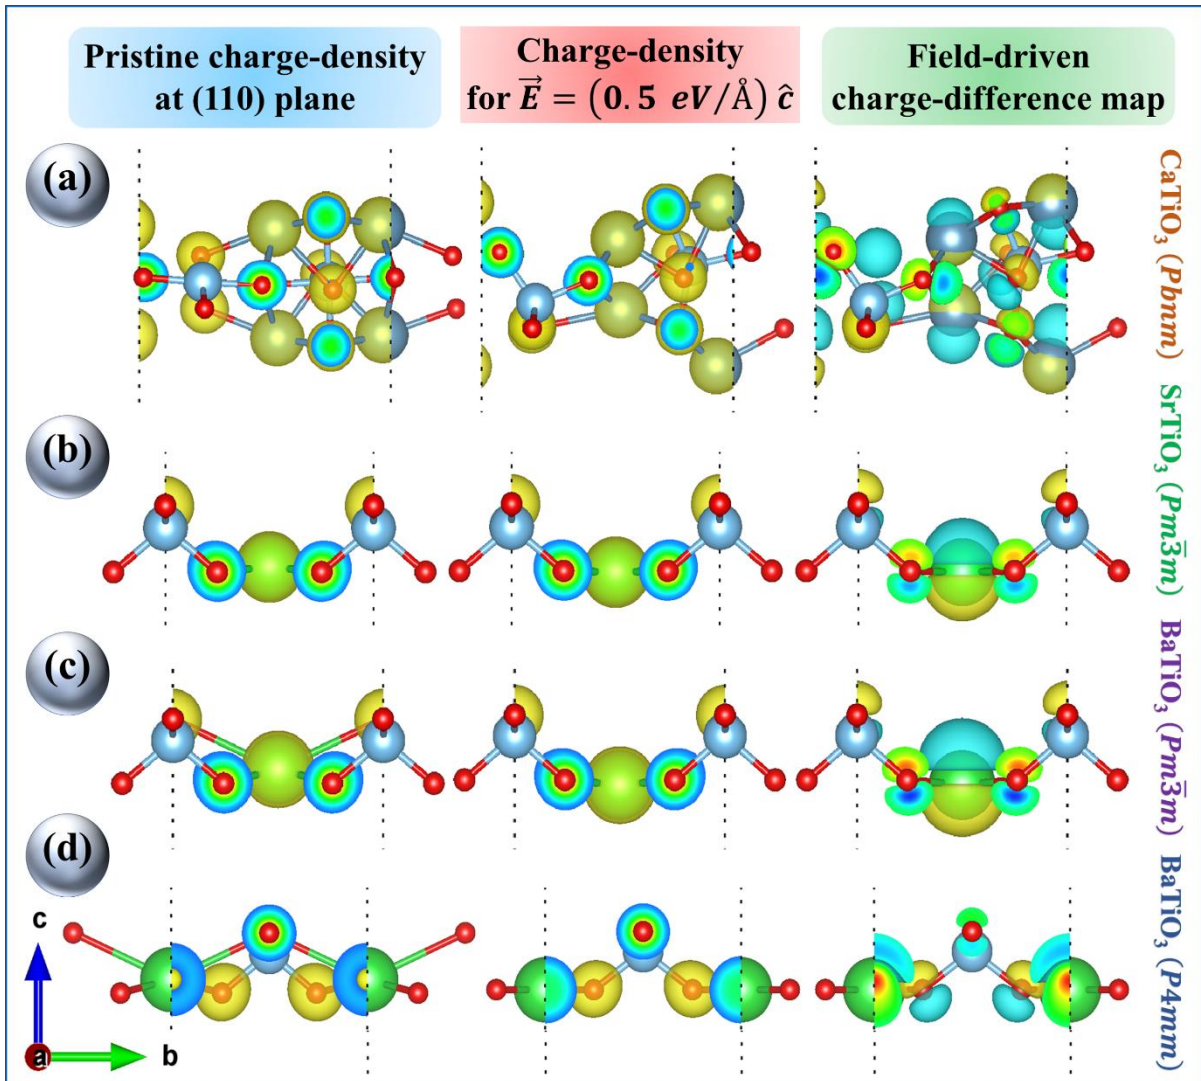 Pristine charge-density
at (110) plane
Charge-density
for E⃗ = (0.5 eV/Å) ĉ
Field-driven
charge-difference map
(a)
CaTiO₃ (Pbnm)
(b)
SrTiO₃ (Pm3̅m)
(c)
BaTiO₃ (Pm3̅m)
(d)
BaTiO₃ (P4mm)
c
a
b